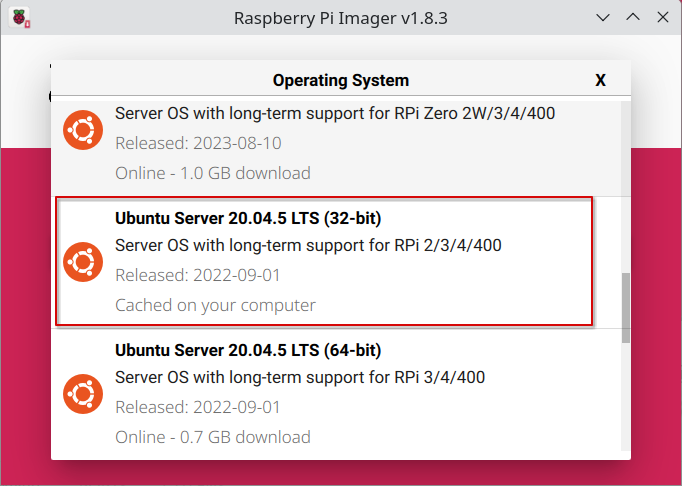 Raspberry Pi Imager v1.8.3
Operating System
X
Server OS with long-term support for RPi Zero 2W/3/4/400
Released: 2023-08-10
Online - 1.0 GB download
Ubuntu Server 20.04.5 LTS (32-bit)
Server OS with long-term support for RPi 2/3/4/400
Released: 2022-09-01
Cached on your computer
Ubuntu Server 20.04.5 LTS (64-bit)
Server OS with long-term support for RPi 3/4/400
Released: 2022-09-01
Online - 0.7 GB download